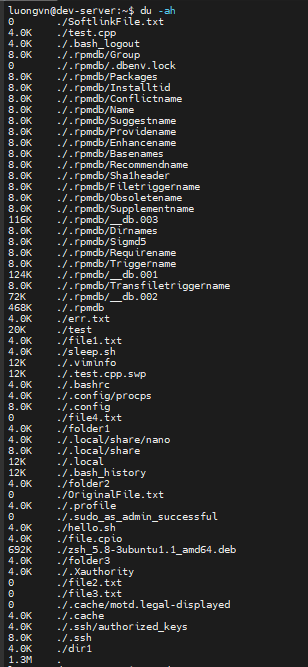 luongvn@dev-server:~$ du -ah
0 ./SoftlinkFile.txt
4.0K ./test.cpp
4.0K ./.bash_logout
8.0K ./.rpmdb/Group
0 ./.rpmdb/.dbenv.lock
8.0K ./.rpmdb/Packages
8.0K ./.rpmdb/Installtid
8.0K ./.rpmdb/Conflictname
8.0K ./.rpmdb/Name
8.0K ./.rpmdb/Suggestname
8.0K ./.rpmdb/Providename
8.0K ./.rpmdb/Enhancename
8.0K ./.rpmdb/Basenames
8.0K ./.rpmdb/Recommendname
8.0K ./.rpmdb/Sha1header
8.0K ./.rpmdb/Filetriggername
8.0K ./.rpmdb/Obsoletename
8.0K ./.rpmdb/Supplementname
116K ./.rpmdb/__db.003
8.0K ./.rpmdb/Dirnames
8.0K ./.rpmdb/Sigmd5
8.0K ./.rpmdb/Requirename
8.0K ./.rpmdb/Triggername
124K ./.rpmdb/__db.001
8.0K ./.rpmdb/Transfiletriggername
72K ./.rpmdb/__db.002
468K ./.rpmdb
4.0K ./err.txt
20K ./test
4.0K ./file1.txt
4.0K ./sleep.sh
12K ./.viminfo
12K ./.test.cpp.swp
4.0K ./.bashrc
4.0K ./.config/procps
8.0K ./.config
0 ./file4.txt
4.0K ./folder1
4.0K ./.local/share/nano
8.0K ./.local/share
12K ./.local
12K ./.bash_history
4.0K ./folder2
0 ./OriginalFile.txt
4.0K ./.profile
0 ./.sudo_as_admin_successful
4.0K ./hello.sh
4.0K ./file.cpio
692K ./zsh_5.8-3ubuntu1.1_amd64.deb
4.0K ./folder3
4.0K ./.Xauthority
0 ./file2.txt
0 ./file3.txt
0 ./.cache/motd.legal-displayed
4.0K ./.cache
4.0K ./.ssh/authorized_keys
8.0K ./.ssh
4.0K ./dir1
1.3M .